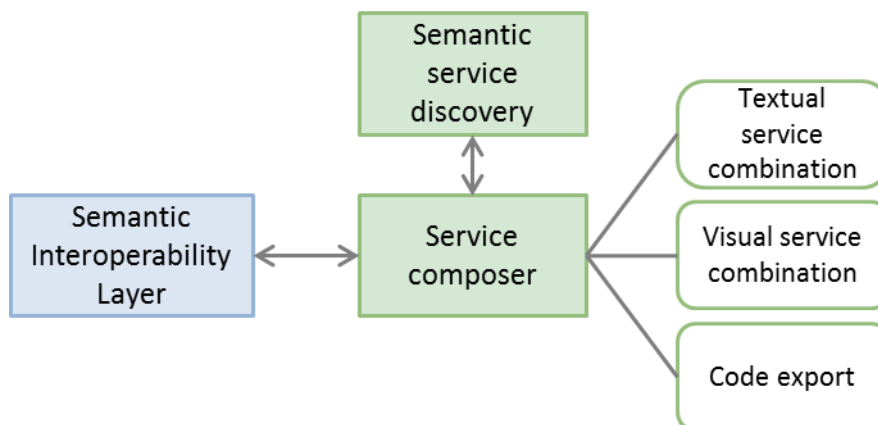 Semantic
service
discovery
Textual
service
combination
Semantic
Interoperability
Layer
Service
composer
Visual service
combination
Code export